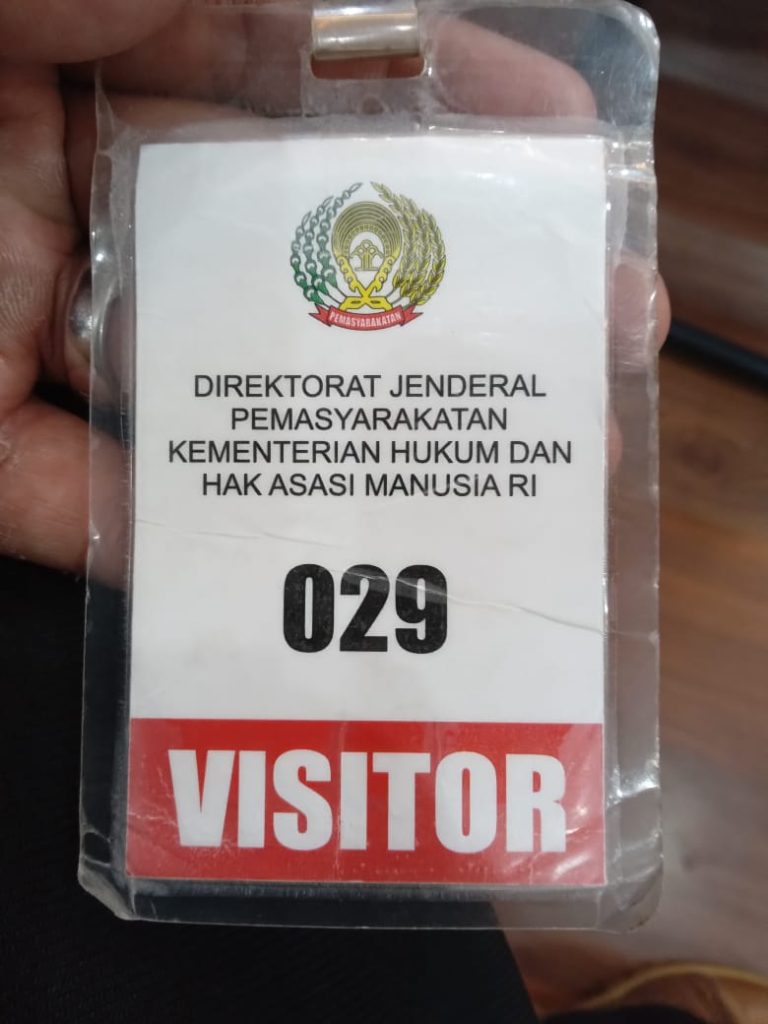 PEMASYARAKATAN
DIREKTORAT JENDERAL
PEMASYARAKATAN
KEMENTERIAN HUKUM DAN
HAK ASASI MANUSIA RI
029
VISITOR